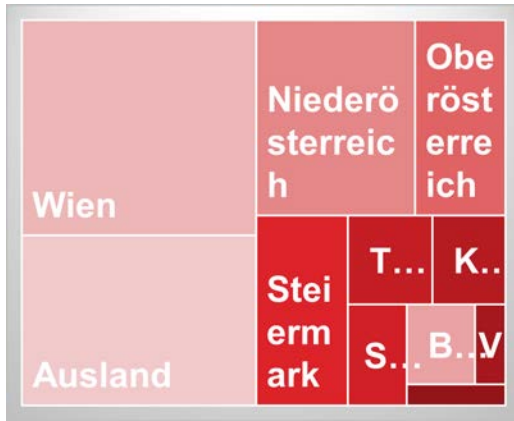 Wien
Ausland
Niederö
sterreic
h
Obe
röst
erre
ich
Stei
erm
ark
T...
K..
S...
B...
V